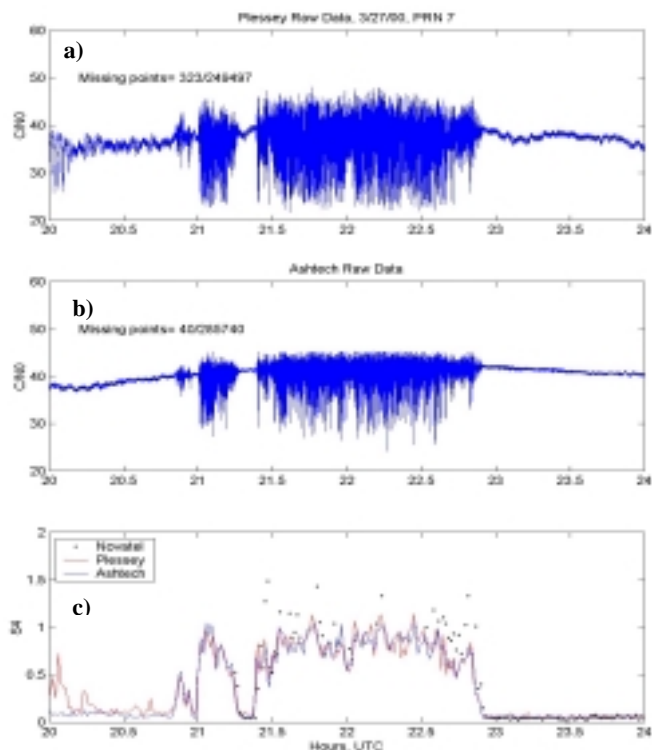 Plessey Raw Data, 3/27/00, PRN 7
a)
Missing points= 323/246497
C/N0
60
50
40
30
20
20 20.5 21 21.5 22 22.5 23 23.5 24
Ashtech Raw Data
b)
Missing points= 40/285740
C/N0
60
50
40
30
20
20 20.5 21 21.5 22 22.5 23 23.5 24
Novatel
Plessey
Ashtech
c)
S4
2
1.5
1
0.5
0
20 20.5 21 21.5 22 22.5 23 23.5 24
Hours, UTC